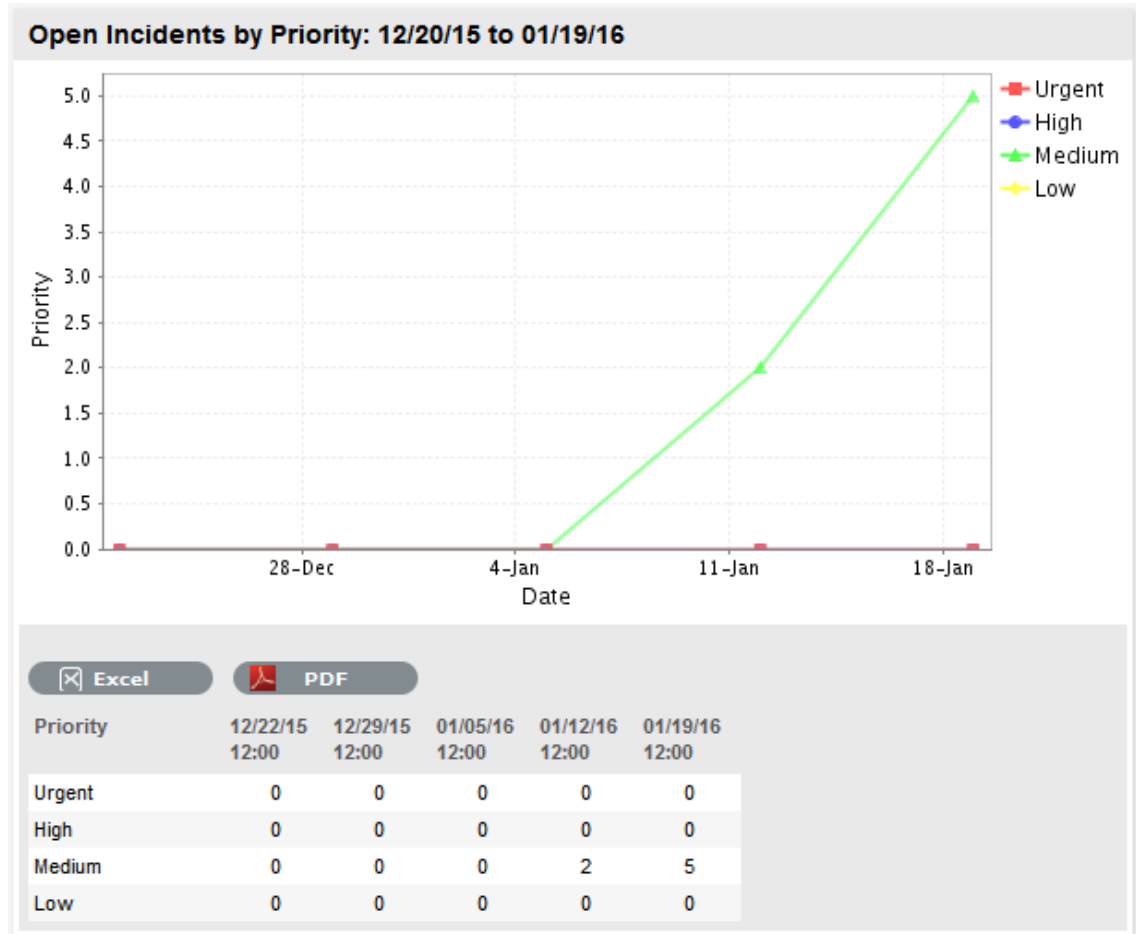 Open Incidents by Priority: 12/20/15 to 01/19/16
5.0
4.5
4.0
3.5
3.0
2.5
2.0
1.5
1.0
0.5
0.0
Priority
28-Dec 4-Jan 11-Jan 18-Jan
Date
Urgent
High
Medium
Low
Excel PDF
Priority 12/22/15 12/29/15 01/05/16 01/12/16 01/19/16
12:00 12:00 12:00 12:00 12:00
Urgent 0 0 0 0 0
High 0 0 0 0 0
Medium 0 0 0 2 5
Low 0 0 0 0 0